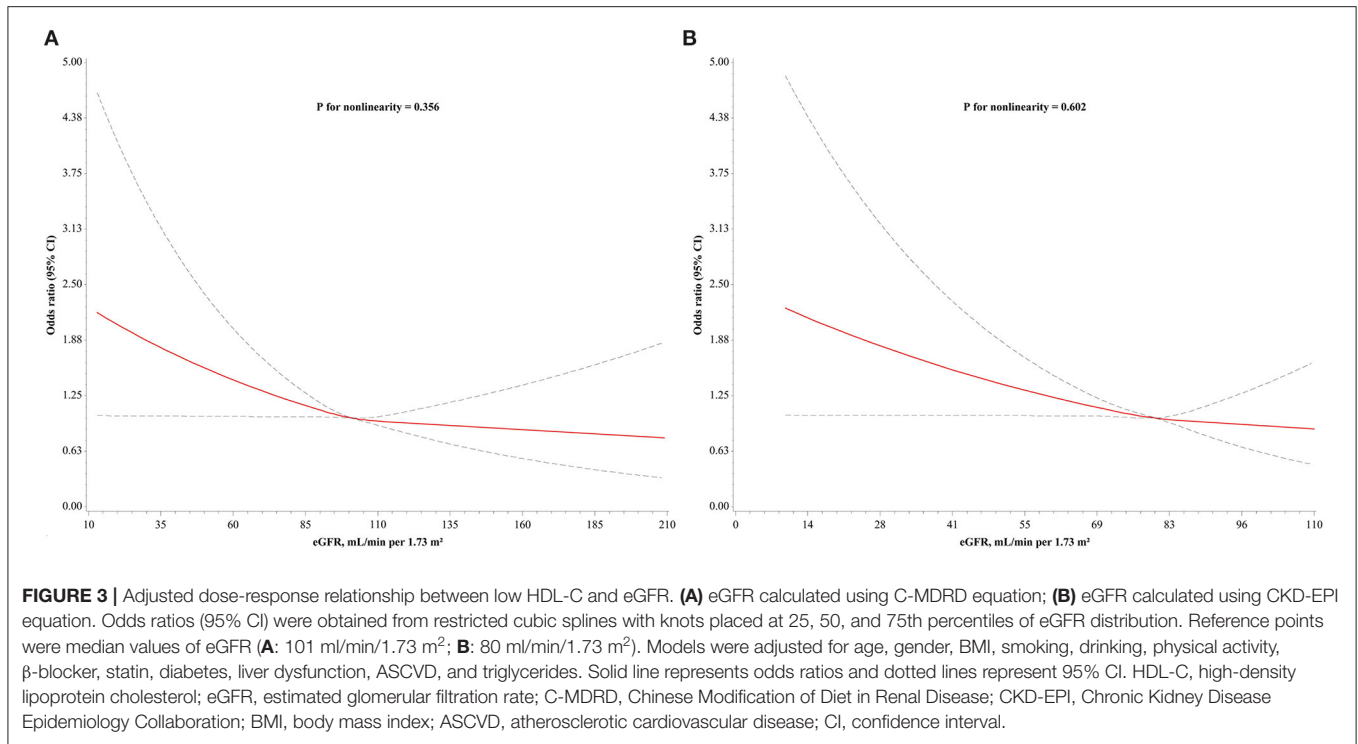 A
5.00
4.38
3.75
3.13
2.50
1.88
1.25
0.63
0.00
Odds ratio (95% CI)
P for nonlinearity = 0.356
10 35 60 85 110 135 160 185 210
eGFR, mL/min per 1.73 m²
B
5.00
4.38
3.75
3.13
2.50
1.88
1.25
0.63
0.00
Odds ratio (95% CI)
P for nonlinearity = 0.602
0 14 28 41 55 69 83 96 110
eGFR, mL/min per 1.73 m²
FIGURE 3 | Adjusted dose-response relationship between low HDL-C and eGFR. (A) eGFR calculated using C-MDRD equation; (B) eGFR calculated using CKD-EPI
equation. Odds ratios (95% CI) were obtained from restricted cubic splines with knots placed at 25, 50, and 75th percentiles of eGFR distribution. Reference points
were median values of eGFR (A: 101 ml/min/1.73 m²; B: 80 ml/min/1.73 m²). Models were adjusted for age, gender, BMI, smoking, drinking, physical activity,
β-blocker, statin, diabetes, liver dysfunction, ASCVD, and triglycerides. Solid line represents odds ratios and dotted lines represent 95% CI. HDL-C, high-density
lipoprotein cholesterol; eGFR, estimated glomerular filtration rate; C-MDRD, Chinese Modification of Diet in Renal Disease; CKD-EPI, Chronic Kidney Disease
Epidemiology Collaboration; BMI, body mass index; ASCVD, atherosclerotic cardiovascular disease; CI, confidence interval.